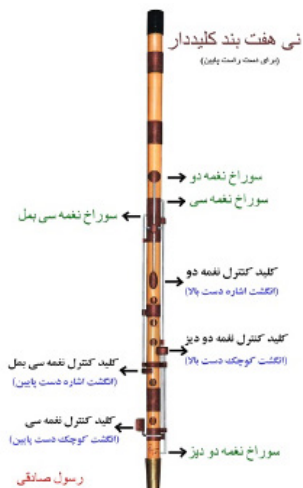 نی هفت بند کلیددار
(برای دست راست پایین)
سوراخ نغمه دو
سوراخ نغمه سی
سوراخ نغمه سی بمل
کلید کنترل نغمه دو
(انگشت اشاره دست بالا)
کلید کنترل نغمه دو دیز
(انگشت کوچک دست بالا)
کلید کنترل نغمه سی بمل
(انگشت اشاره دست پایین)
کلید کنترل نغمه سی
(انگشت کوچک دست پایین)
سوراخ نغمه دو دیز
رسول صادقی